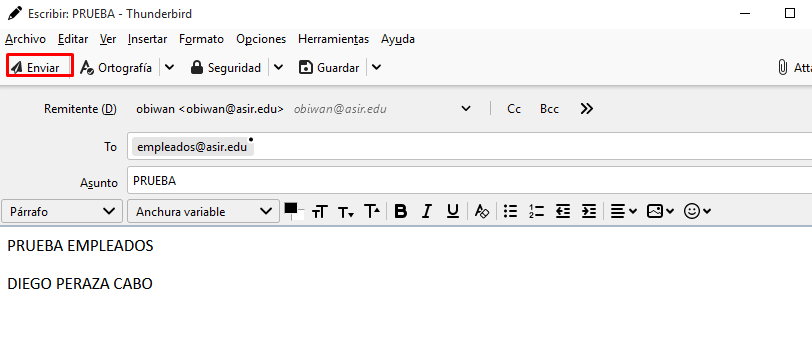 Escribir: PRUEBA - Thunderbird
Archivo Editar Ver Insertar Formato Opciones Herramientas Ayuda
Enviar Ortografía Seguridad Guardar Atta
Remitente (D) obiwan <obiwan@asir.edu> obiwan@asir.edu Cc Bcc
To empleados@asir.edu
Asunto PRUEBA
Párrafo Anchura variable
PRUEBA EMPLEADOS
DIEGO PERAZA CABO